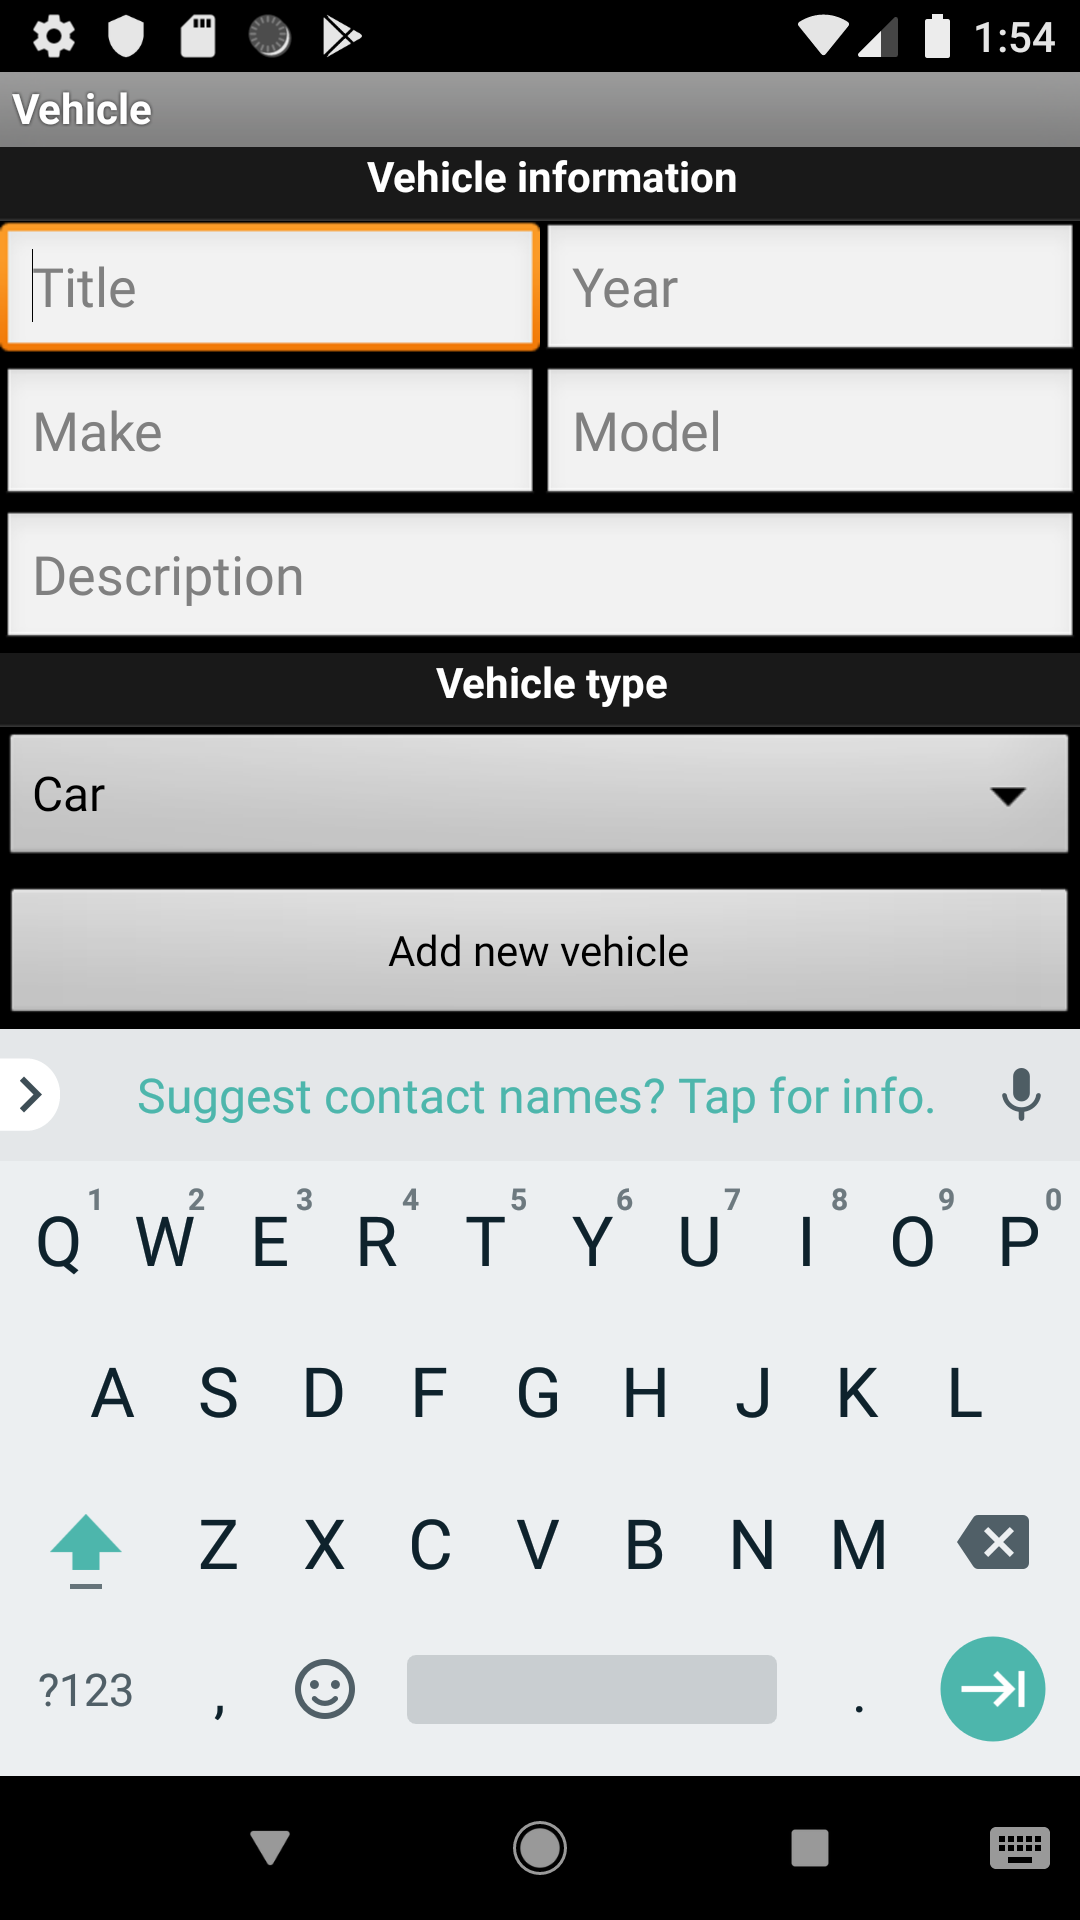 1:54
Vehicle
Vehicle information
Title Year
Make Model
Description
Vehicle type
Car
Add new vehicle
Suggest contact names? Tap for info.
1 2 3 4 5 6 7 8 9 0
Q W E R T Y U I O P
A S D F G H J K L
Z X C V B N M
?123 , .